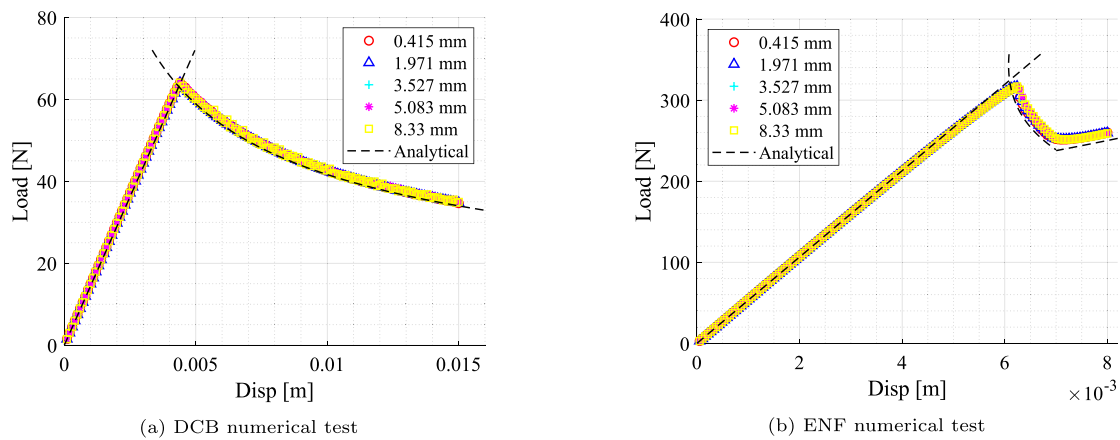 80
60
40
20
0
Load [N]
0.415 mm
1.971 mm
3.527 mm
5.083 mm
8.33 mm
Analytical
0 0.005 0.01 0.015
Disp [m]
(a) DCB numerical test
400
300
200
100
0
Load [N]
0.415 mm
1.971 mm
3.527 mm
5.083 mm
8.33 mm
Analytical
0 2 4 6 8
Disp [m]
×10⁻³
(b) ENF numerical test